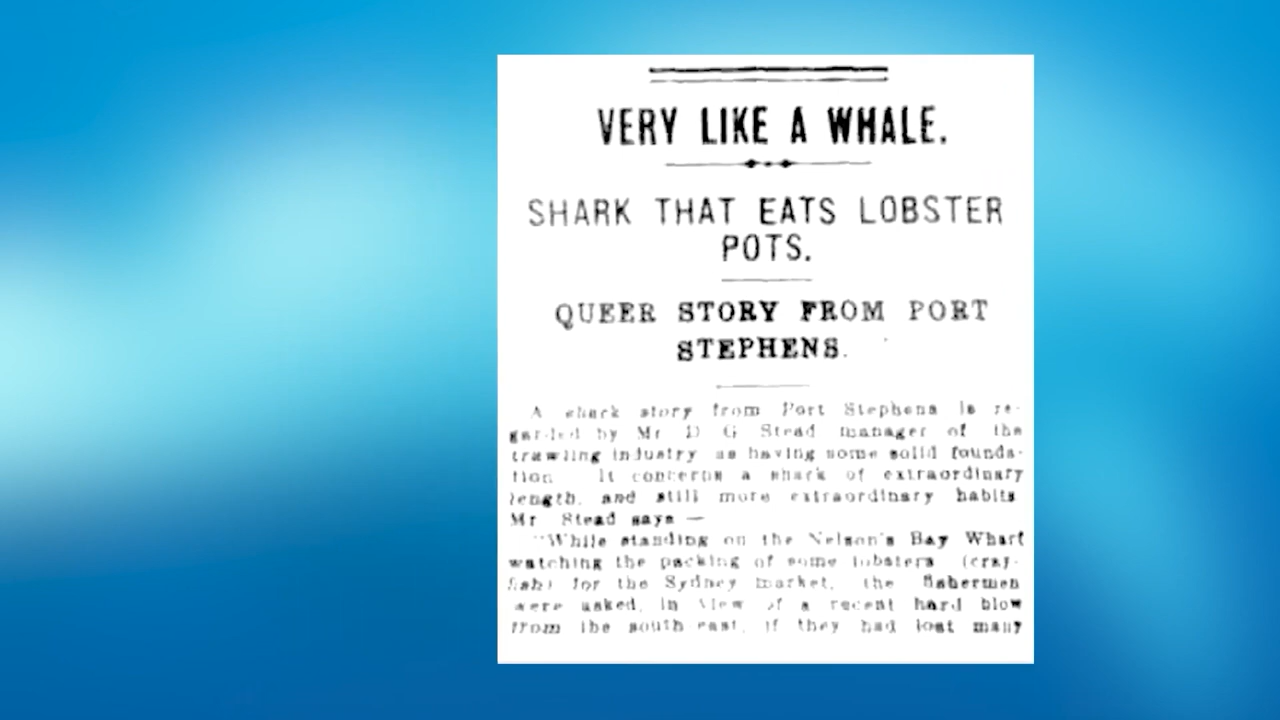 VERY LIKE A WHALE.
SHARK THAT EATS LOBSTER
POTS.
QUEER STORY FROM PORT
STEPHENS.
A shark story from Port Stephens is re-
garded by Mr D G Stead manager of the
trawling industry as having some solid founda-
tion It concerns a shark of extraordinary
length, and still more extraordinary habits
Mr Stead says —
"While standing on the Nelson's Bay Wharf
watching the packing of some lobsters (cray-
fish) for the Sydney market, the fishermen
were asked, in view of a recent hard blow
from the south-east, if they had lost many